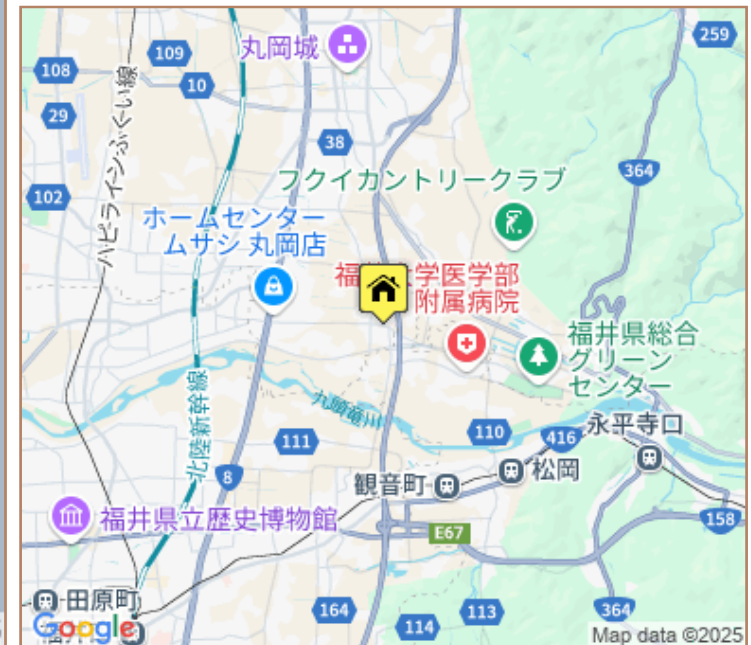 丸岡城
259
109
108
10
29
38
364
フクイカントリークラブ
102
ハピラインふくい線
ホームセンター
ムサシ 丸岡店
大学医学部
附属病院
福井県総合
グリーン
センター
九頭竜川
北陸新幹線
111
110
416
永平寺口
8
観音町
松岡
福井県立歴史博物館
E67
158
田原町
164
113
364
114
Google
Map data ©2025